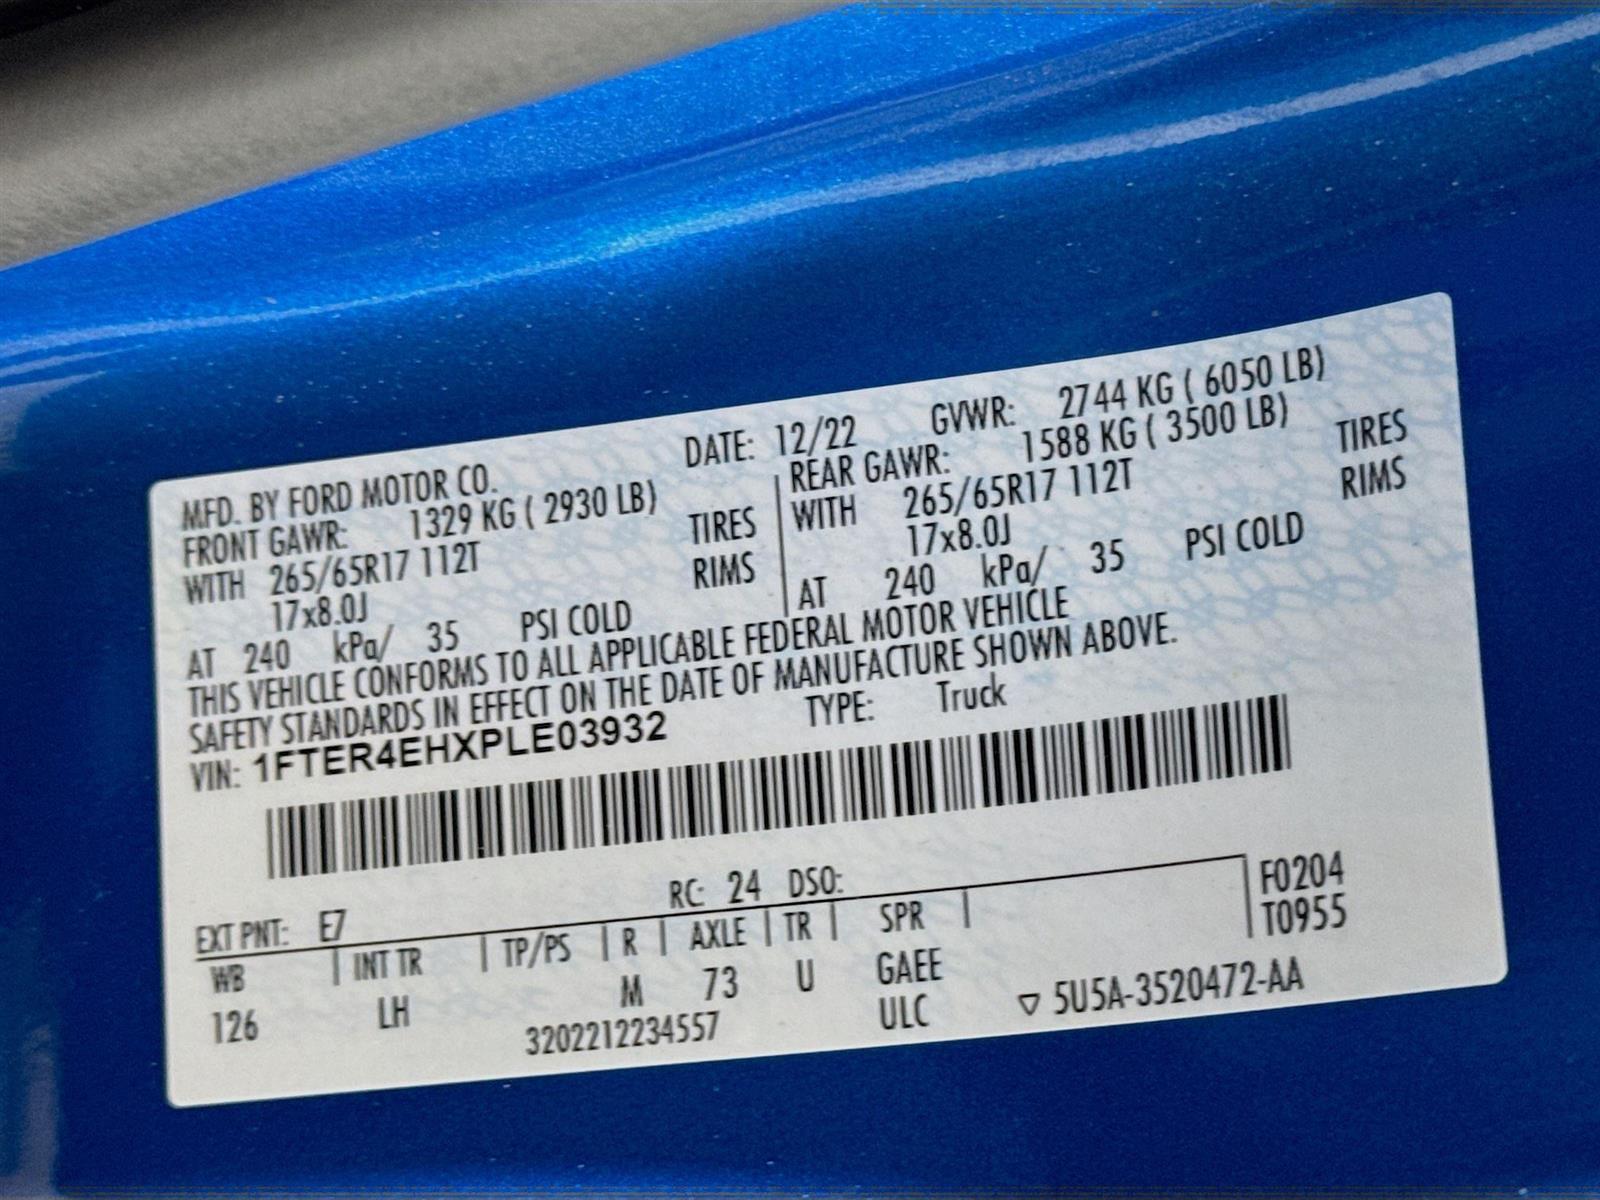 MFD. BY FORD MOTOR CO. DATE: 12/22 GVWR: 2744 KG ( 6050 LB)
FRONT GAWR: 1329 KG ( 2930 LB) REAR GAWR: 1588 KG ( 3500 LB)
WITH 265/65R17 112T TIRES WITH 265/65R17 112T TIRES
17x8.0J RIMS 17x8.0J RIMS
AT 240 kPa/ 35 PSI COLD AT 240 kPa/ 35 PSI COLD
THIS VEHICLE CONFORMS TO ALL APPLICABLE FEDERAL MOTOR VEHICLE
SAFETY STANDARDS IN EFFECT ON THE DATE OF MANUFACTURE SHOWN ABOVE.
VIN: 1FTER4EHXPLE03932 TYPE: Truck
EXT PNT: E7 RC: 24 DSO: F0204
WB INT TR TP/PS R AXLE TR SPR T0955
126 LH M 73 U GAEE
3202212234557 ULC ▽ 5U5A-3520472-AA